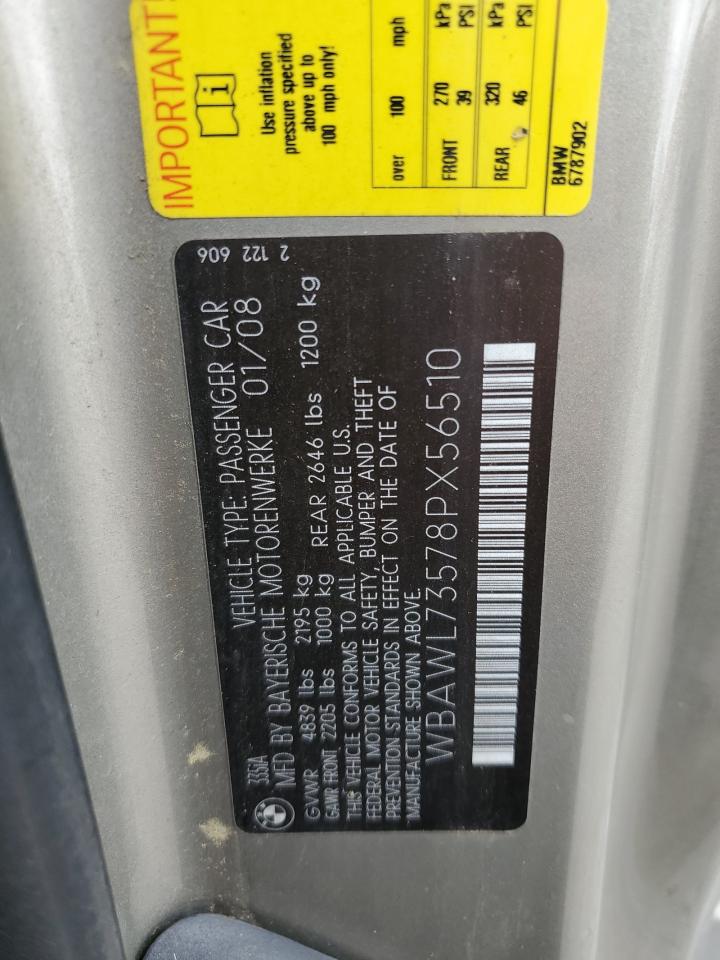 IMPORTANT:
Use inflation
pressure specified
above up to
100 mph only!
over 100 mph
kPa
FRONT 270
PSI
39
kPa
REAR 320
PSI
46
BMW
6787902
2 122 606
335iA VEHICLE TYPE: PASSENGER CAR
MFD BY BAYERISCHE MOTORENWERKE 01/08
GVWR 4839 lbs 2195 kg
GAWR FRONT 2205 lbs 1000 kg REAR 2646 lbs 1200 kg
THIS VEHICLE CONFORMS TO ALL APPLICABLE U.S.
FEDERAL MOTOR VEHICLE SAFETY, BUMPER AND THEFT
PREVENTION STANDARDS IN EFFECT ON THE DATE OF
MANUFACTURE SHOWN ABOVE.
WBAWL73578PX56510